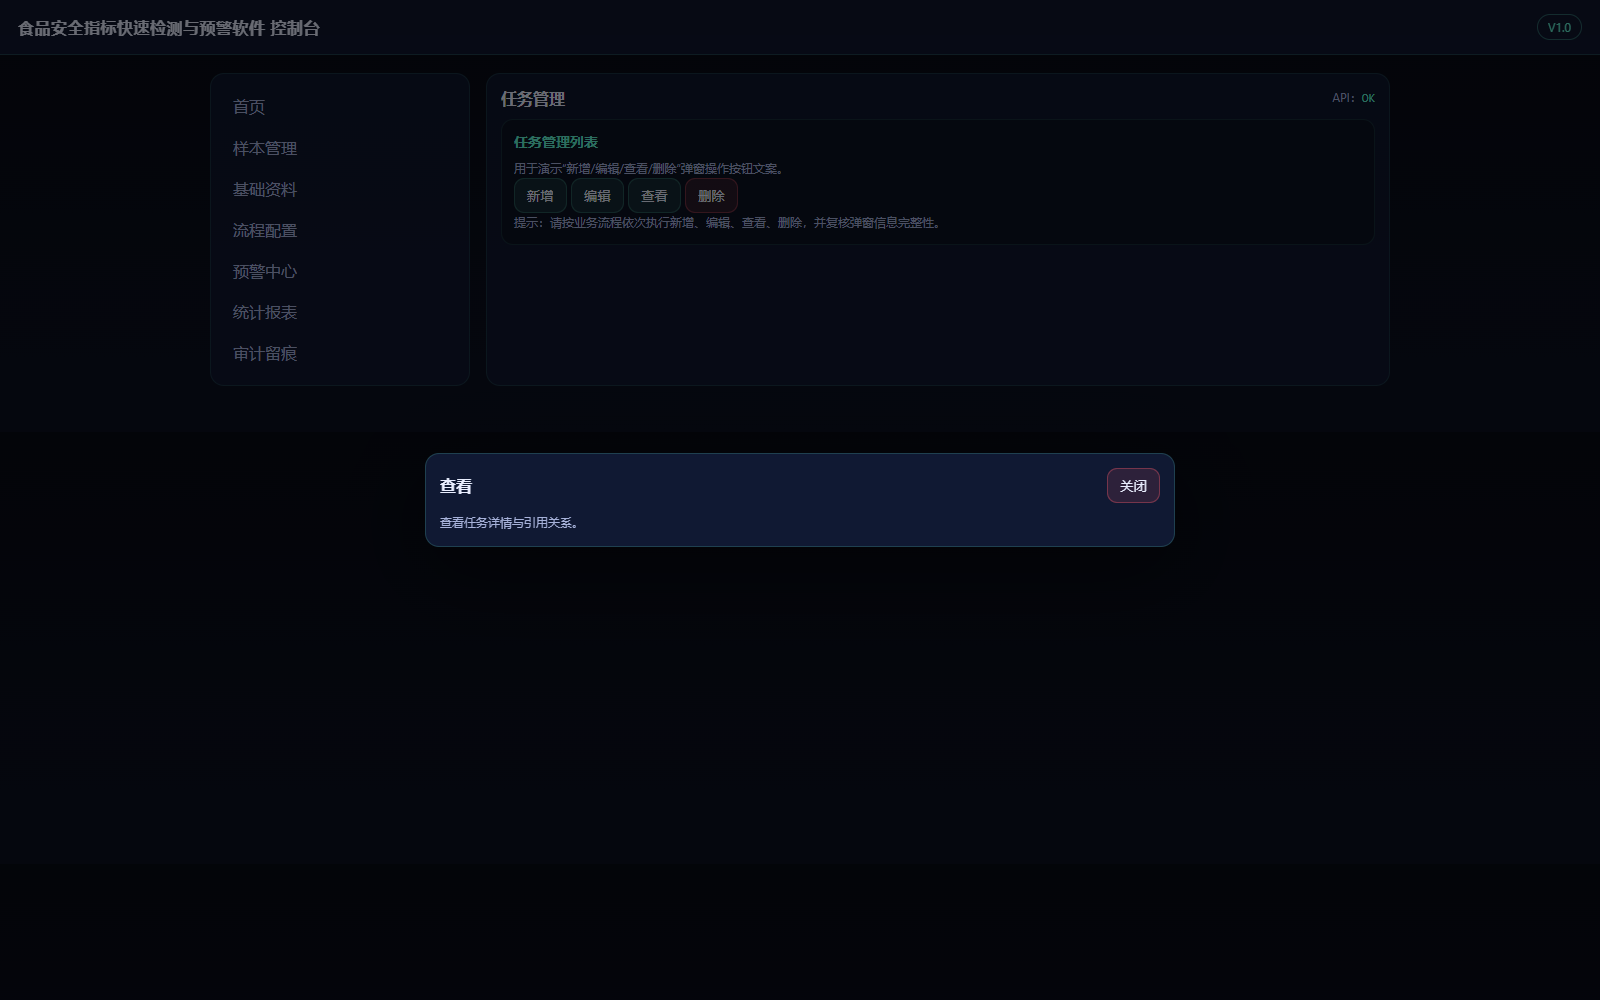 食品安全指标快速检测与预警软件 控制台
V1.0
首页
样本管理
基础资料
流程配置
预警中心
统计报表
审计留痕
任务管理
API: OK
任务管理列表
用于演示“新增/编辑/查看/删除”弹窗操作按钮文案。
新增 编辑 查看 删除
提示：请按业务流程依次执行新增、编辑、查看、删除，并复核弹窗信息完整性。
查看
关闭
查看任务详情与引用关系。